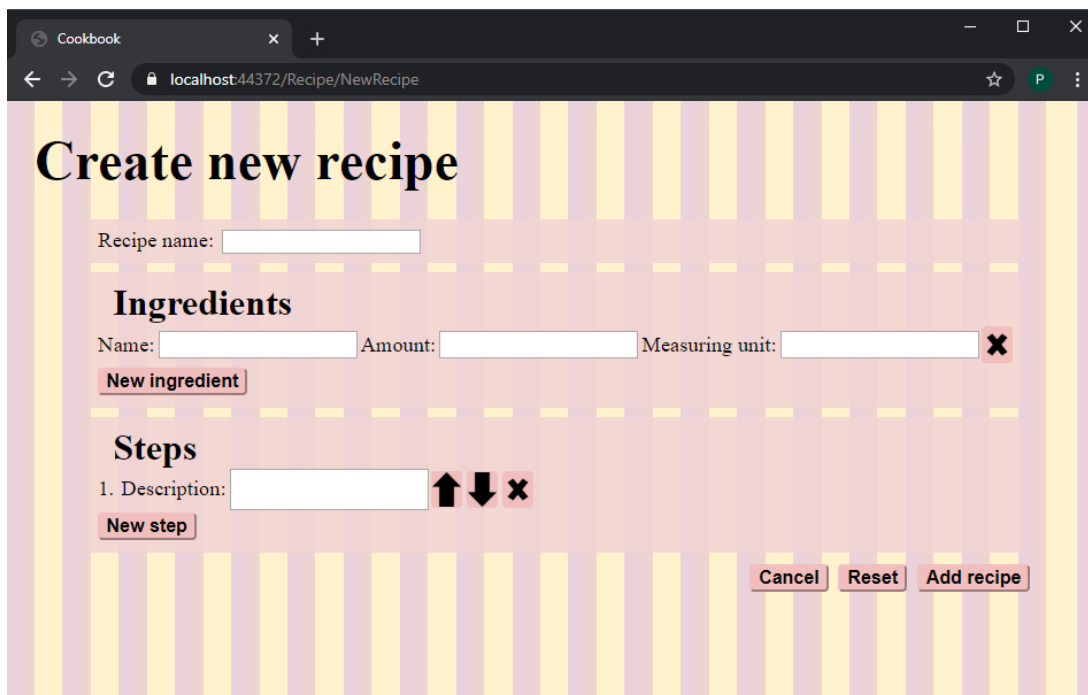 Cookbook
localhost:44372/Recipe/NewRecipe
P
Create new recipe
Recipe name:
Ingredients
Name: Amount: Measuring unit:
New ingredient
Steps
1. Description:
New step
Cancel Reset Add recipe